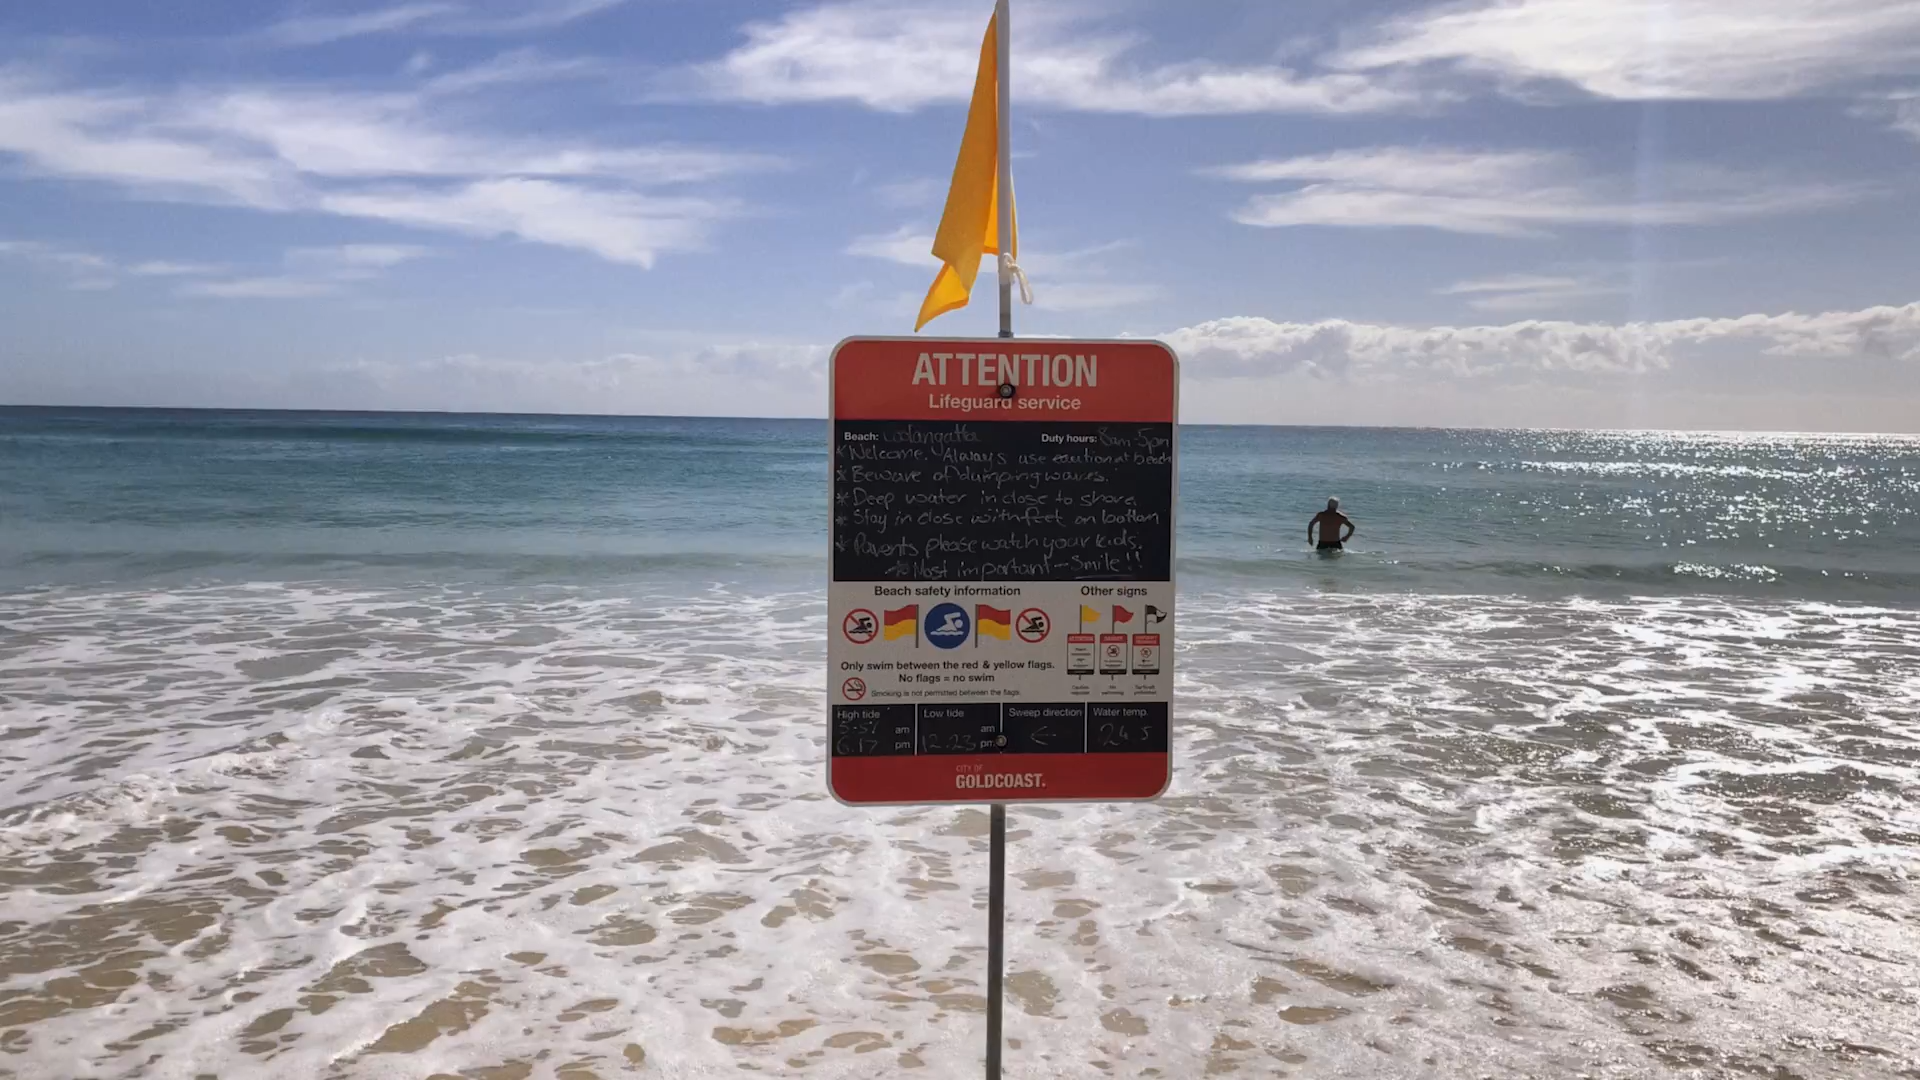 ATTENTION
Lifeguard service
Beach: Coolangatta Duty hours: 8am-5pm
* Welcome. Always use caution at beach
* Beware of dumping waves.
* Deep water in close to shore
* Stay in close with feet on bottom
* Parents please watch your kids.
* Most important - Smile!!
Beach safety information
Other signs
Only swim between the red & yellow flags.
No flags = no swim
Smoking is not permitted between the flags.
High tide
am
6.17 pm
Low tide
am
12.23 pm
Sweep direction
←
Water temp.
24.5
CITY OF
GOLDCOAST.